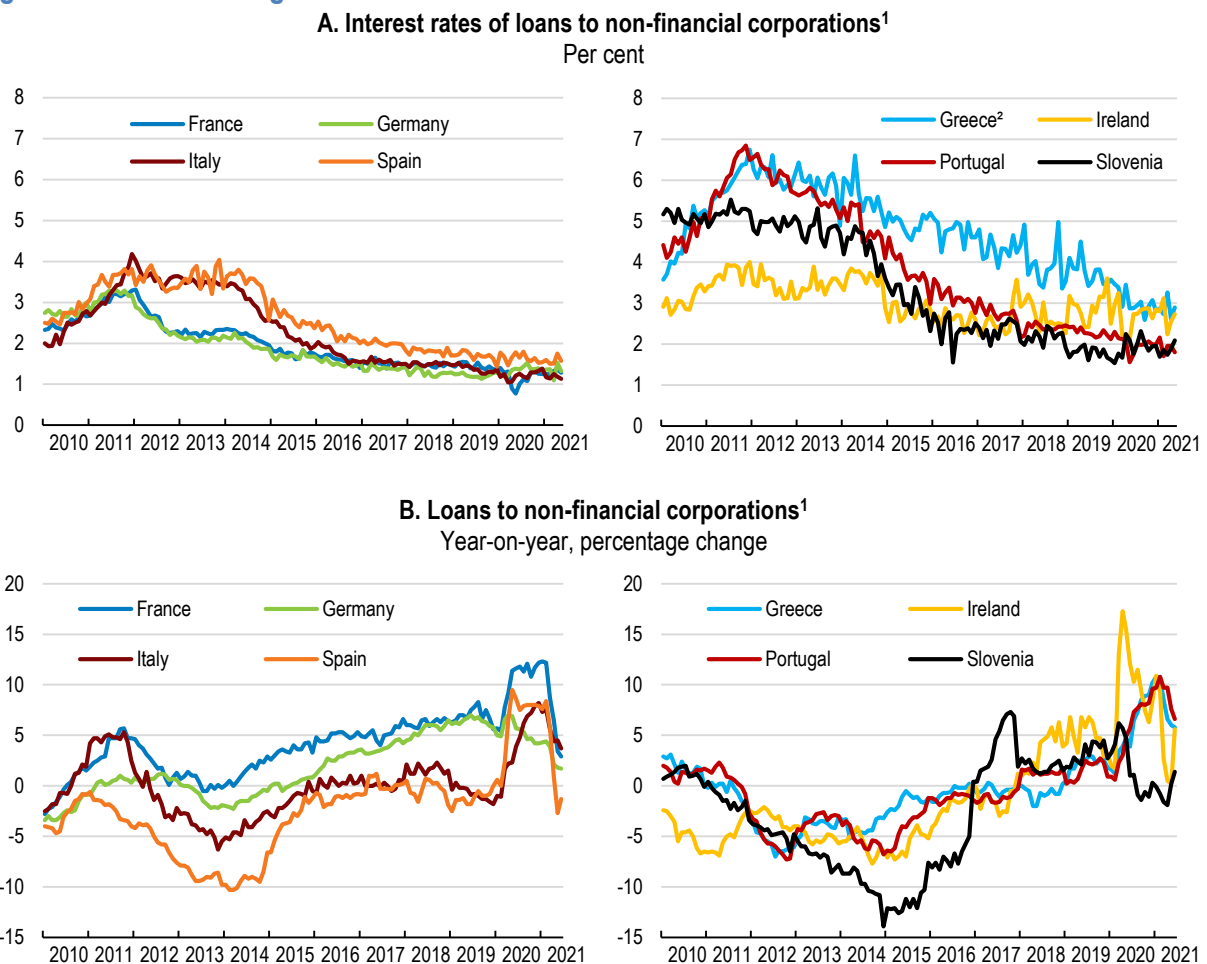 A. Interest rates of loans to non-financial corporations¹
Per cent
8
7
6
5
4
3
2
1
0
France
Germany
Italy
Spain
2010 2011 2012 2013 2014 2015 2016 2017 2018 2019 2020 2021
8
7
6
5
4
3
2
1
0
Greece²
Ireland
Portugal
Slovenia
2010 2011 2012 2013 2014 2015 2016 2017 2018 2019 2020 2021
B. Loans to non-financial corporations¹
Year-on-year, percentage change
20
15
10
5
0
-5
-10
-15
France
Germany
Italy
Spain
2010 2011 2012 2013 2014 2015 2016 2017 2018 2019 2020 2021
20
15
10
5
0
-5
-10
-15
Greece
Ireland
Portugal
Slovenia
2010 2011 2012 2013 2014 2015 2016 2017 2018 2019 2020 2021